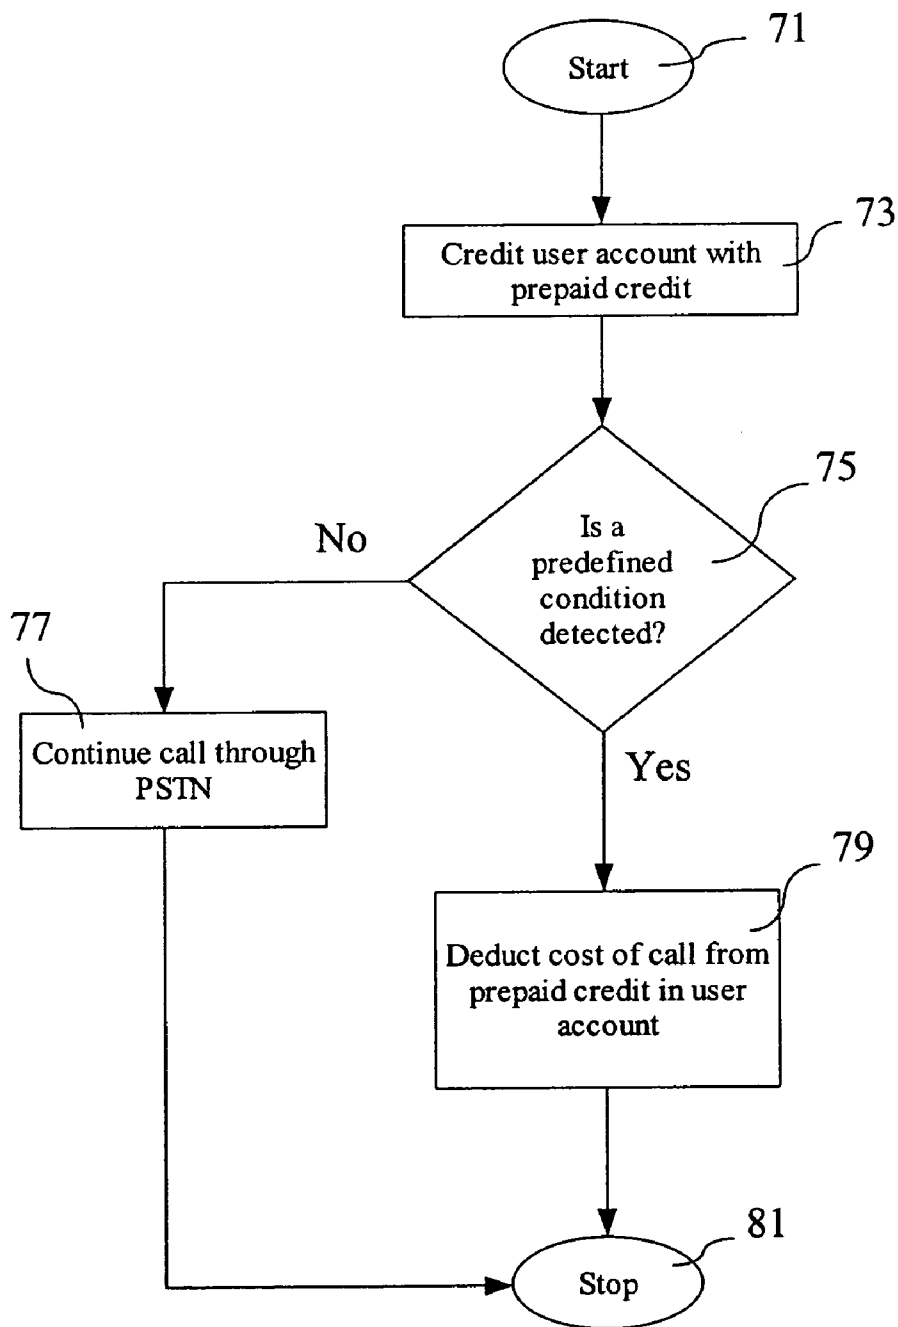 71
Start
73
Credit user account with
prepaid credit
75
Is a
predefined
condition
detected?
No
77
Continue call through
PSTN
Yes
79
Deduct cost of call from
prepaid credit in user
account
81
Stop